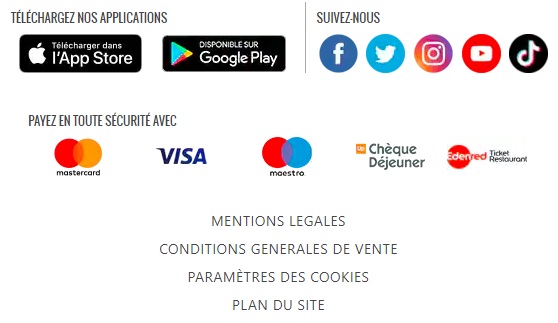 TÉLÉCHARGEZ NOS APPLICATIONS
SUIVEZ-NOUS
Télécharger dans
l'App Store
DISPONIBLE SUR
Google Play
PAYEZ EN TOUTE SÉCURITÉ AVEC
mastercard
VISA
maestro
Up Chèque
Déjeuner
Edenred Ticket
Restaurant
MENTIONS LEGALES
CONDITIONS GENERALES DE VENTE
PARAMÈTRES DES COOKIES
PLAN DU SITE